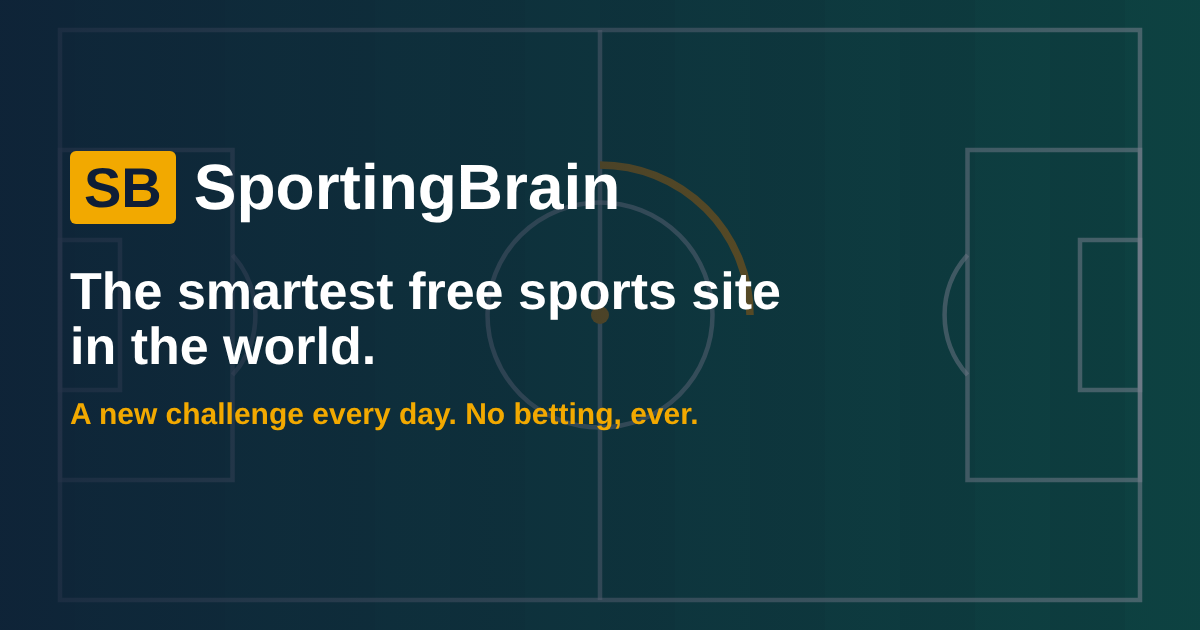 SB SportingBrain
The smartest free sports site
in the world.
A new challenge every day. No betting, ever.